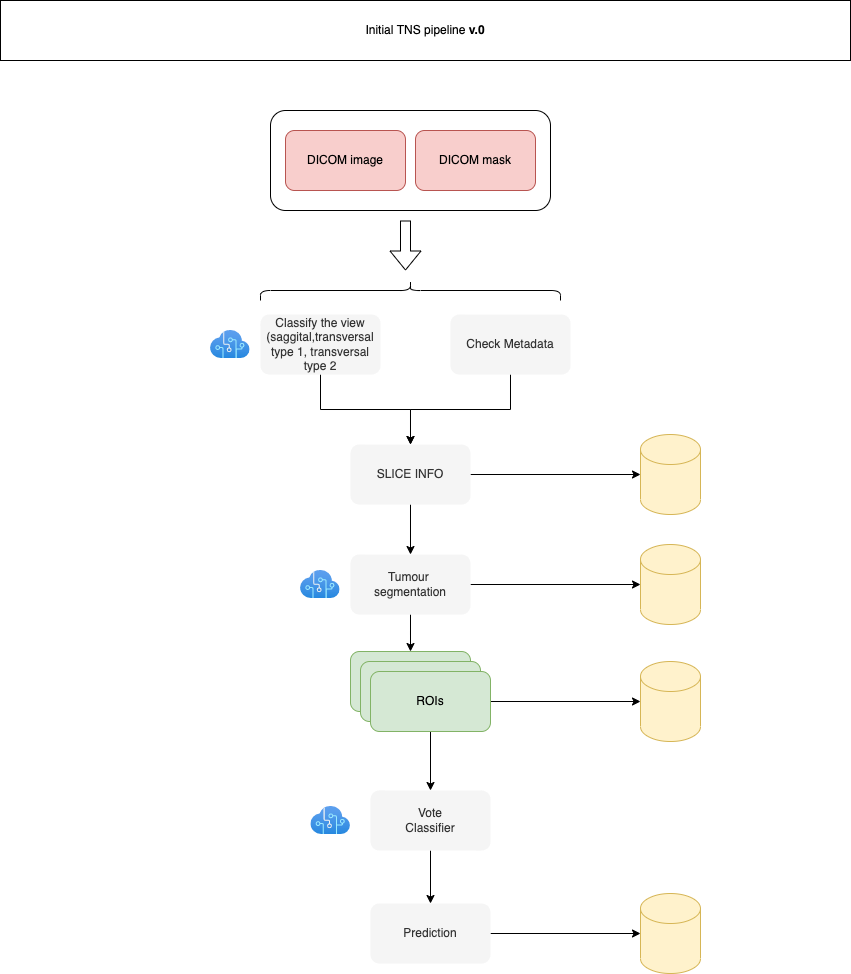 Initial TNS pipeline v.0
DICOM image
DICOM mask
Classify the view
(saggital,transversal
type 1, transversal
type 2
Check Metadata
SLICE INFO
Tumour
segmentation
ROIs
Vote
Classifier
Prediction